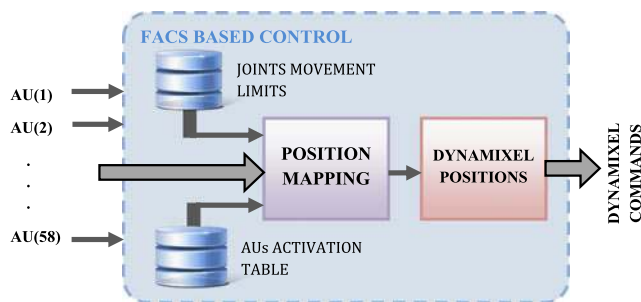 FACS BASED CONTROL
JOINTS MOVEMENT
LIMITS
AU(1)
AU(2)
.
.
.
AU(58)
POSITION
MAPPING
DYNAMIXEL
POSITIONS
DYNAMIXEL
COMMANDS
AUs ACTIVATION
TABLE